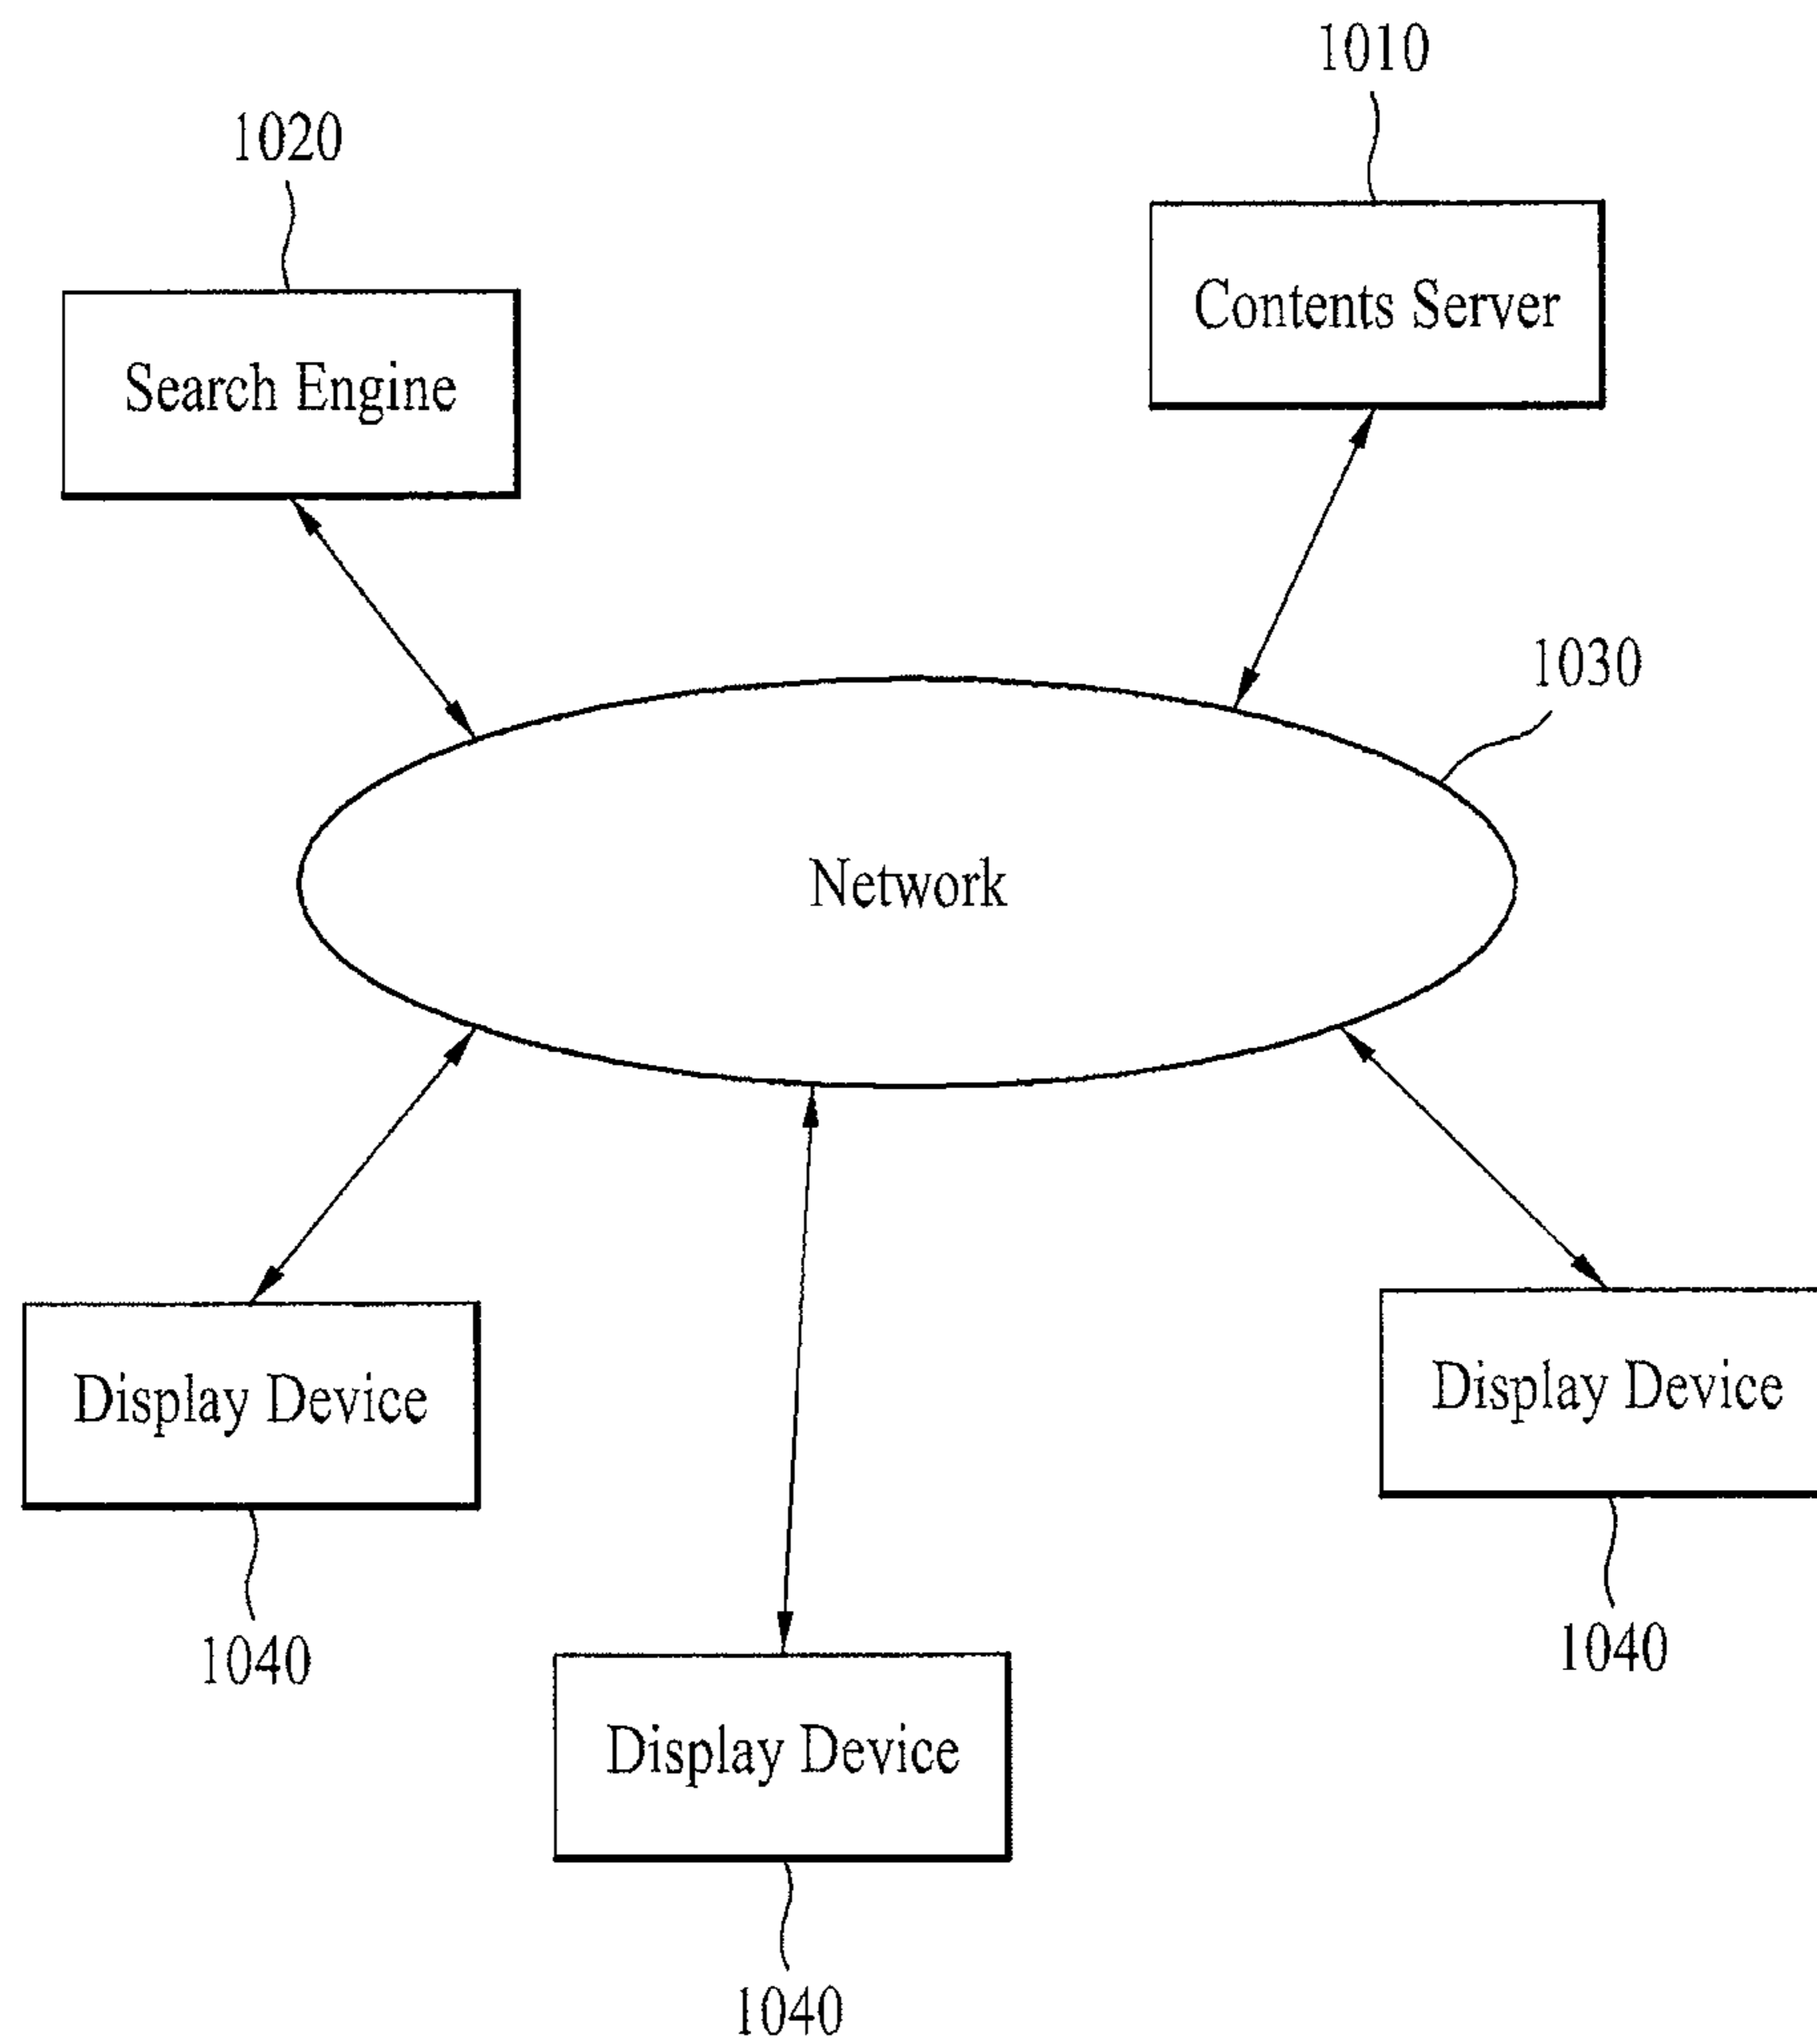 1010
1020
Contents Server
Search Engine
1030
Network
Display Device
Display Device
1040
1040
Display Device
1040